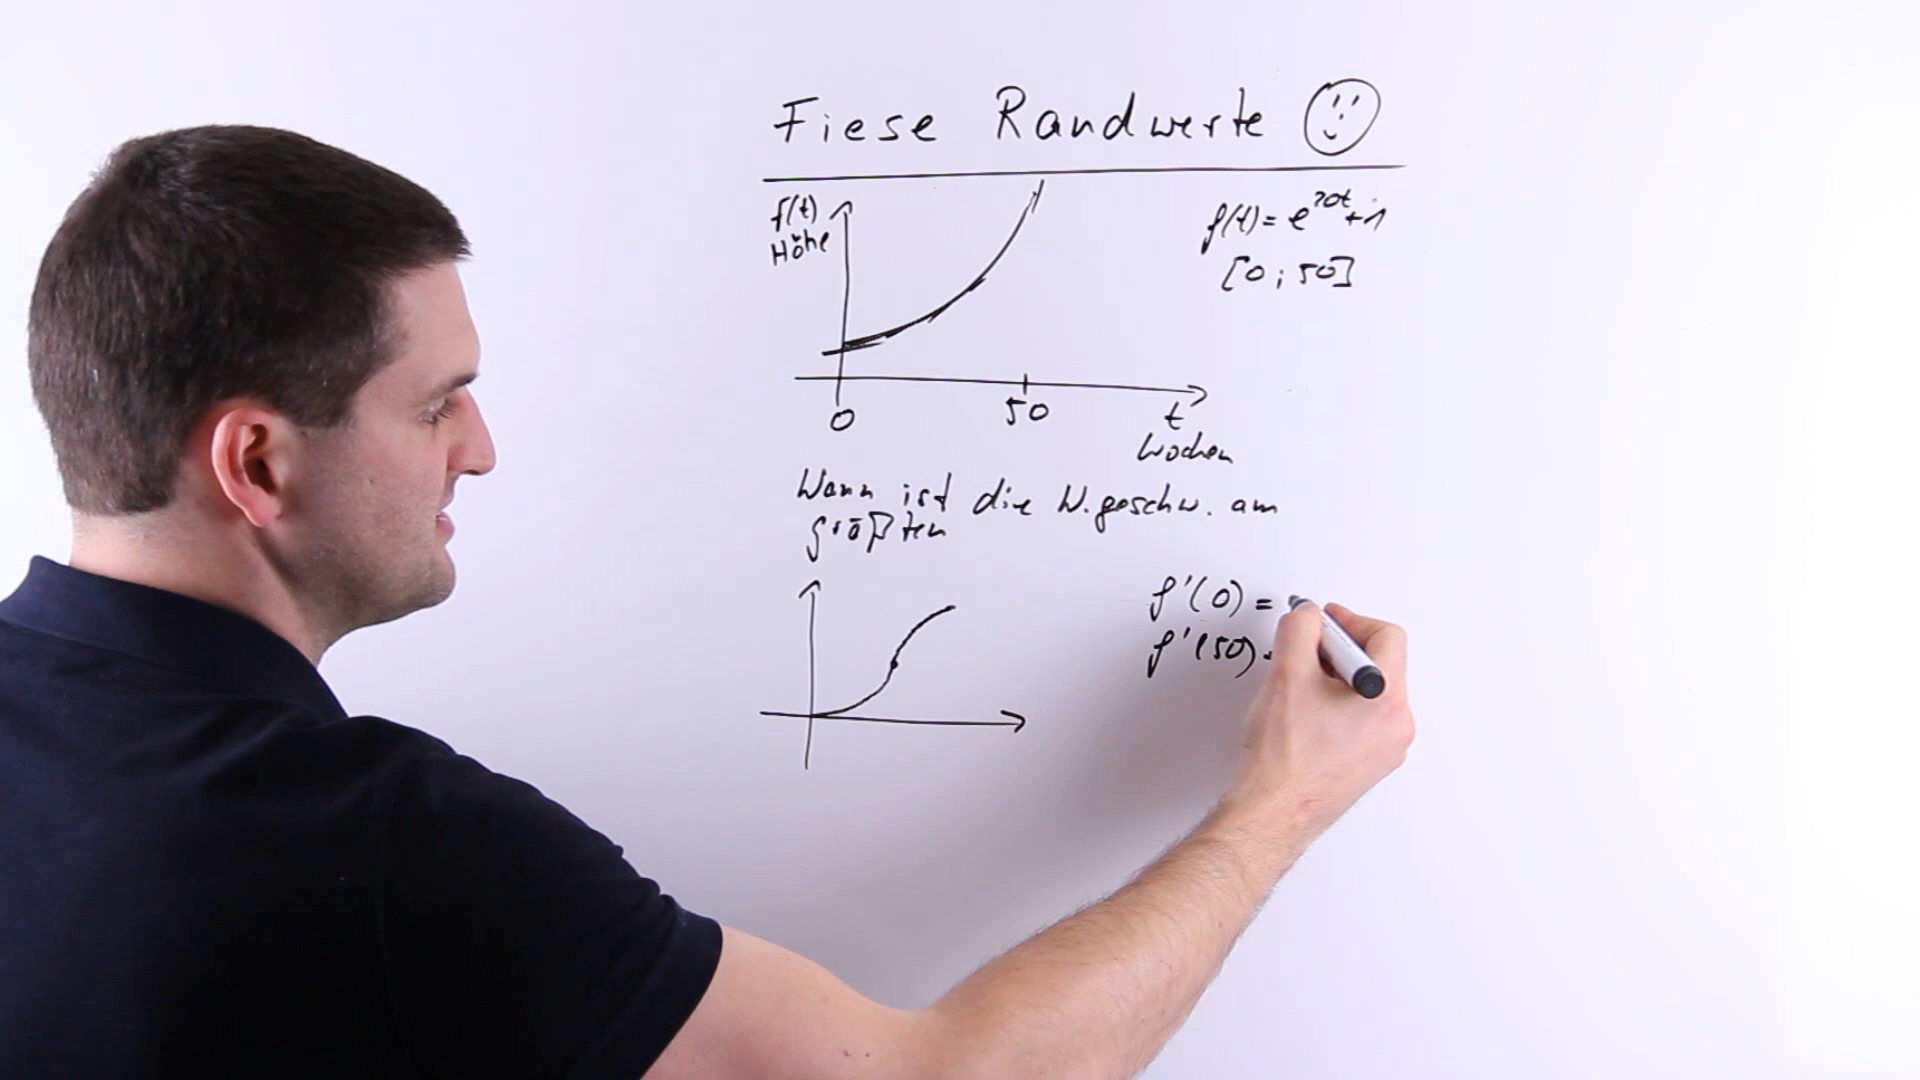 Fiese Randwerte
f(t)
Höhe
f(t) = e^20t + 1
[0 ; 50]
0
50
t
Wochen
Wann ist die W.geschw. am
größten
f'(0) =
f'(50)